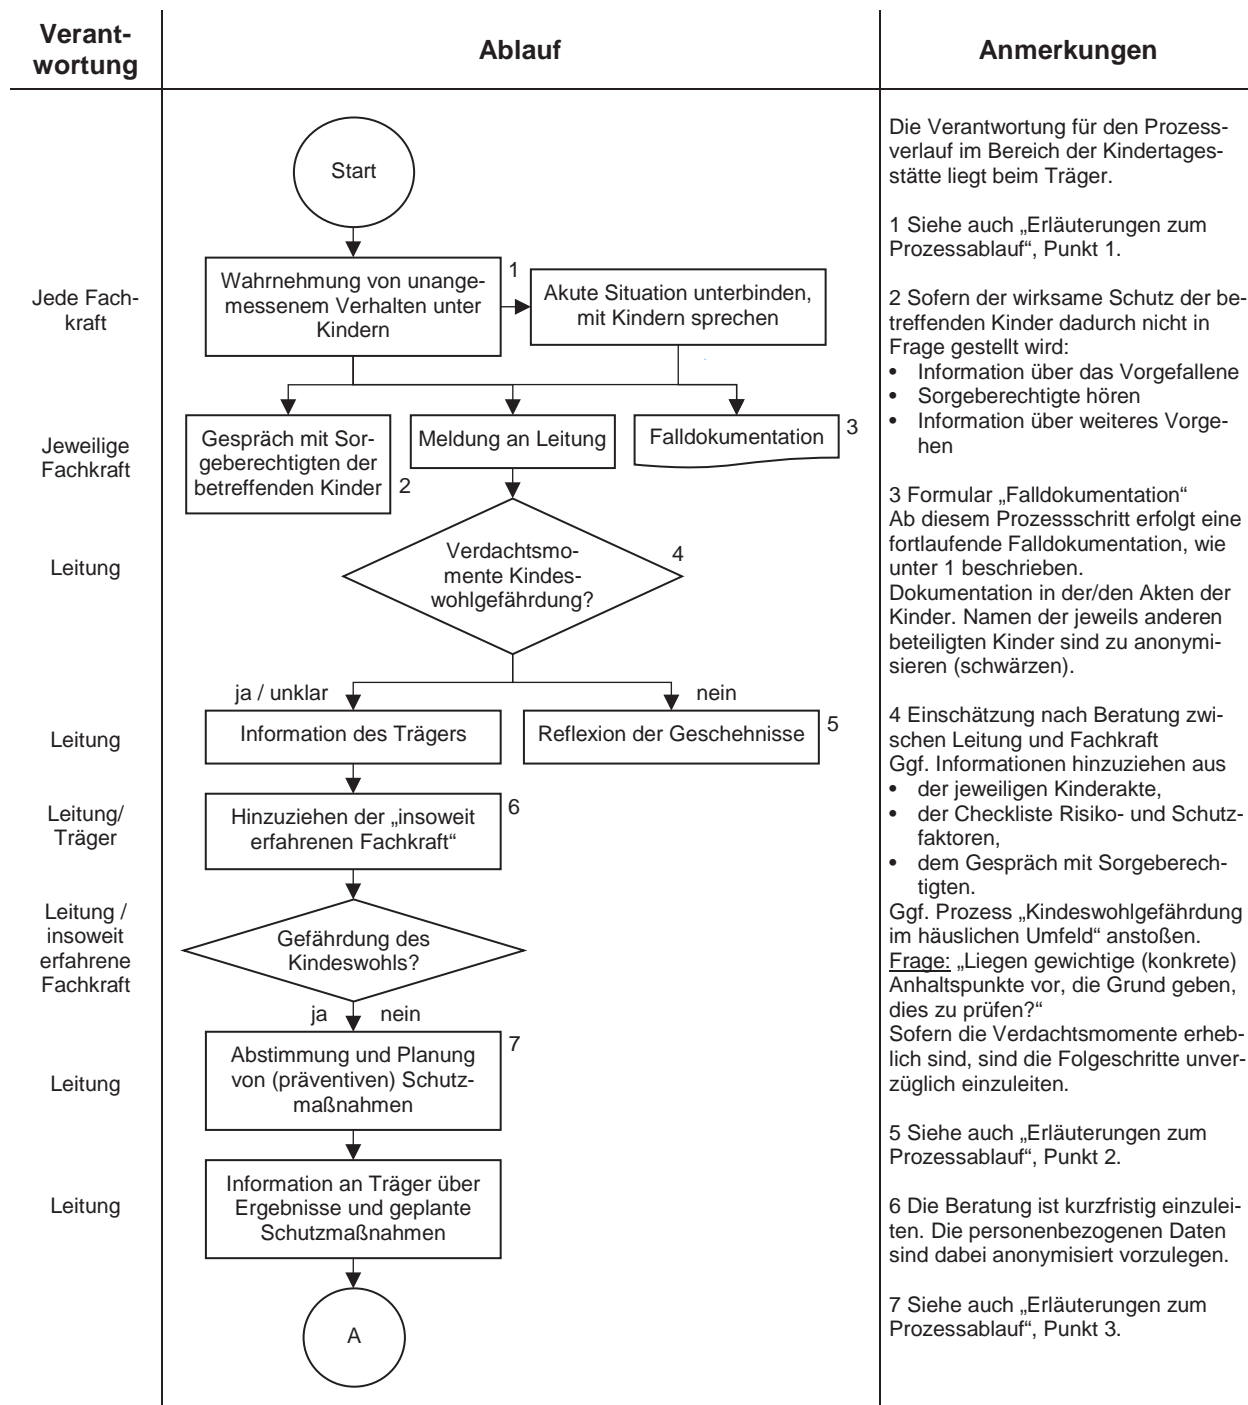 Verant-
wortung
Ablauf
Anmerkungen
Start
Jede Fach-
kraft
Wahrnehmung von unange-
messenem Verhalten unter
Kindern
1
Akute Situation unterbinden,
mit Kindern sprechen
Jeweilige
Fachkraft
Gespräch mit Sor-
geberechtigten der
betreffenden Kinder
2
Meldung an Leitung
Falldokumentation
3
Leitung
Verdachtsmo-
mente Kindes-
wohlgefährdung?
4
ja / unklar
nein
Leitung
Information des Trägers
Reflexion der Geschehnisse
5
Leitung/
Träger
Hinzuziehen der „insoweit
erfahrenen Fachkraft“
6
Leitung /
insoweit
erfahrene
Fachkraft
Gefährdung des
Kindeswohls?
ja
nein
Leitung
Abstimmung und Planung
von (präventiven) Schutz-
maßnahmen
7
Leitung
Information an Träger über
Ergebnisse und geplante
Schutzmaßnahmen
A
Die Verantwortung für den Prozess-
verlauf im Bereich der Kindertages-
stätte liegt beim Träger.
1 Siehe auch „Erläuterungen zum
Prozessablauf“, Punkt 1.
2 Sofern der wirksame Schutz der be-
treffenden Kinder dadurch nicht in
Frage gestellt wird:
• Information über das Vorgefallene
• Sorgeberechtigte hören
• Information über weiteres Vorge-
hen
3 Formular „Falldokumentation“
Ab diesem Prozessschritt erfolgt eine
fortlaufende Falldokumentation, wie
unter 1 beschrieben.
Dokumentation in der/den Akten der
Kinder. Namen der jeweils anderen
beteiligten Kinder sind zu anonymi-
sieren (schwärzen).
4 Einschätzung nach Beratung zwi-
schen Leitung und Fachkraft
Ggf. Informationen hinzuziehen aus
• der jeweiligen Kinderakte,
• der Checkliste Risiko- und Schutz-
faktoren,
• dem Gespräch mit Sorgeberech-
tigten.
Ggf. Prozess „Kindeswohlgefährdung
im häuslichen Umfeld“ anstoßen.
Frage: „Liegen gewichtige (konkrete)
Anhaltspunkte vor, die Grund geben,
dies zu prüfen?“
Sofern die Verdachtsmomente erheb-
lich sind, sind die Folgeschritte unver-
züglich einzuleiten.
5 Siehe auch „Erläuterungen zum
Prozessablauf“, Punkt 2.
6 Die Beratung ist kurzfristig einzulei-
ten. Die personenbezogenen Daten
sind dabei anonymisiert vorzulegen.
7 Siehe auch „Erläuterungen zum
Prozessablauf“, Punkt 3.